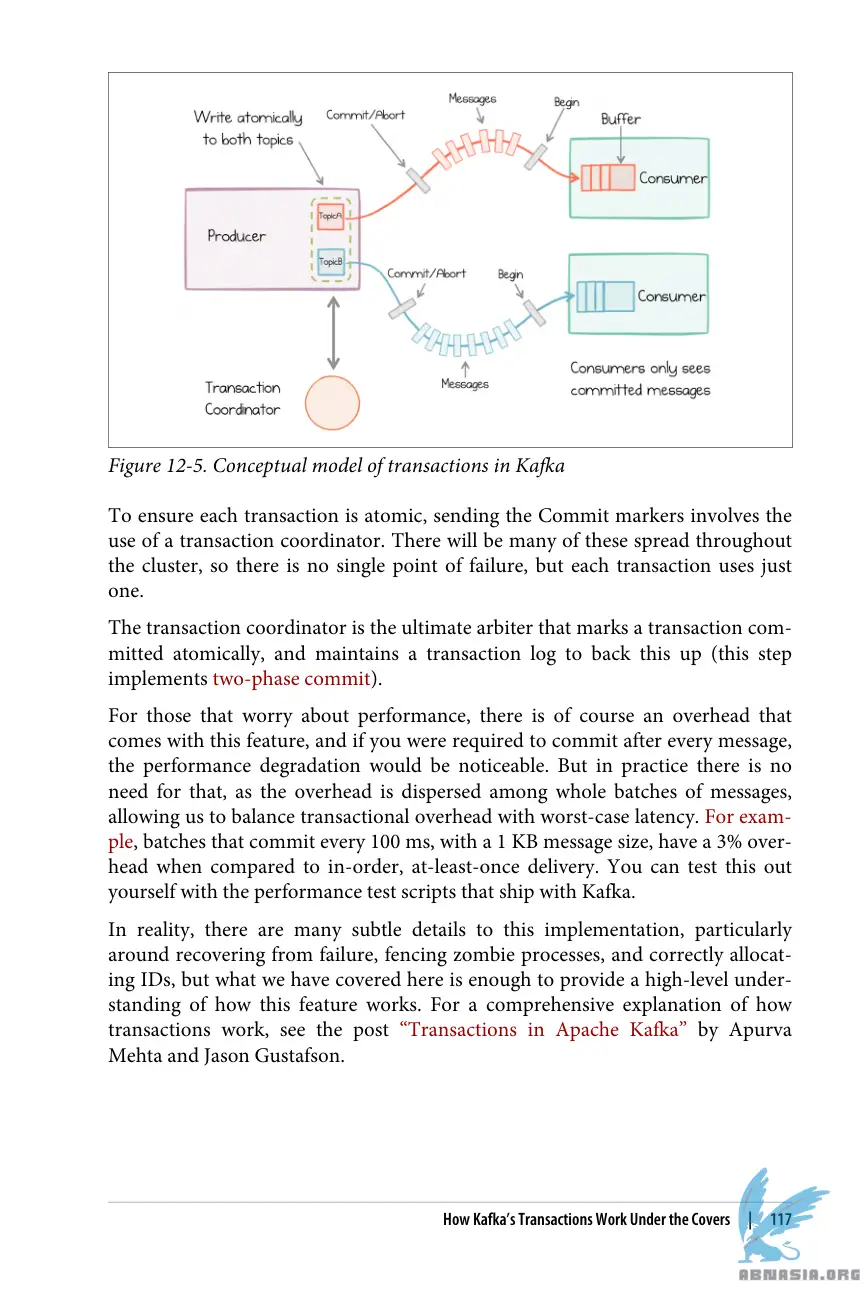 Messages
Begin
Write atomically
to both topics
Commit/Abort
Buffer
Consumer
TopicA
Producer
TopicB
Commit/Abort
Begin
Consumer
Transaction
Coordinator
Messages
Consumers only sees
committed messages
Figure 12-5. Conceptual model of transactions in Kafka
To ensure each transaction is atomic, sending the Commit markers involves the
use of a transaction coordinator. There will be many of these spread throughout
the cluster, so there is no single point of failure, but each transaction uses just
one.
The transaction coordinator is the ultimate arbiter that marks a transaction com-
mitted atomically, and maintains a transaction log to back this up (this step
implements two-phase commit).
For those that worry about performance, there is of course an overhead that
comes with this feature, and if you were required to commit after every message,
the performance degradation would be noticeable. But in practice there is no
need for that, as the overhead is dispersed among whole batches of messages,
allowing us to balance transactional overhead with worst-case latency. For exam-
ple, batches that commit every 100 ms, with a 1 KB message size, have a 3% over-
head when compared to in-order, at-least-once delivery. You can test this out
yourself with the performance test scripts that ship with Kafka.
In reality, there are many subtle details to this implementation, particularly
around recovering from failure, fencing zombie processes, and correctly allocat-
ing IDs, but what we have covered here is enough to provide a high-level under-
standing of how this feature works. For a comprehensive explanation of how
transactions work, see the post “Transactions in Apache Kafka” by Apurva
Mehta and Jason Gustafson.
How Kafka’s Transactions Work Under the Covers | 117
ABNASIA.ORG